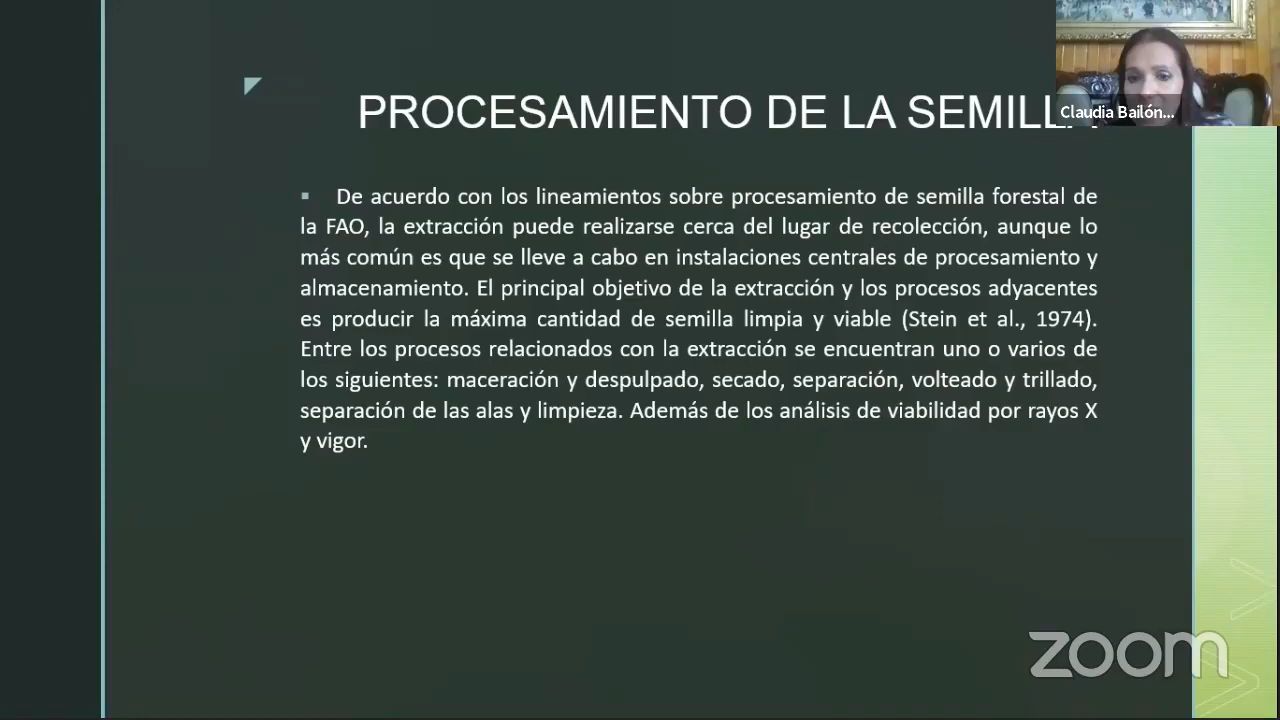 PROCESAMIENTO DE LA SEMILLA
Claudia Bailón...
De acuerdo con los lineamientos sobre procesamiento de semilla forestal de
la FAO, la extracción puede realizarse cerca del lugar de recolección, aunque lo
más común es que se lleve a cabo en instalaciones centrales de procesamiento y
almacenamiento. El principal objetivo de la extracción y los procesos adyacentes
es producir la máxima cantidad de semilla limpia y viable (Stein et al., 1974).
Entre los procesos relacionados con la extracción se encuentran uno o varios de
los siguientes: maceración y despulpado, secado, separación, volteado y trillado,
separación de las alas y limpieza. Además de los análisis de viabilidad por rayos X
y vigor.
zoom